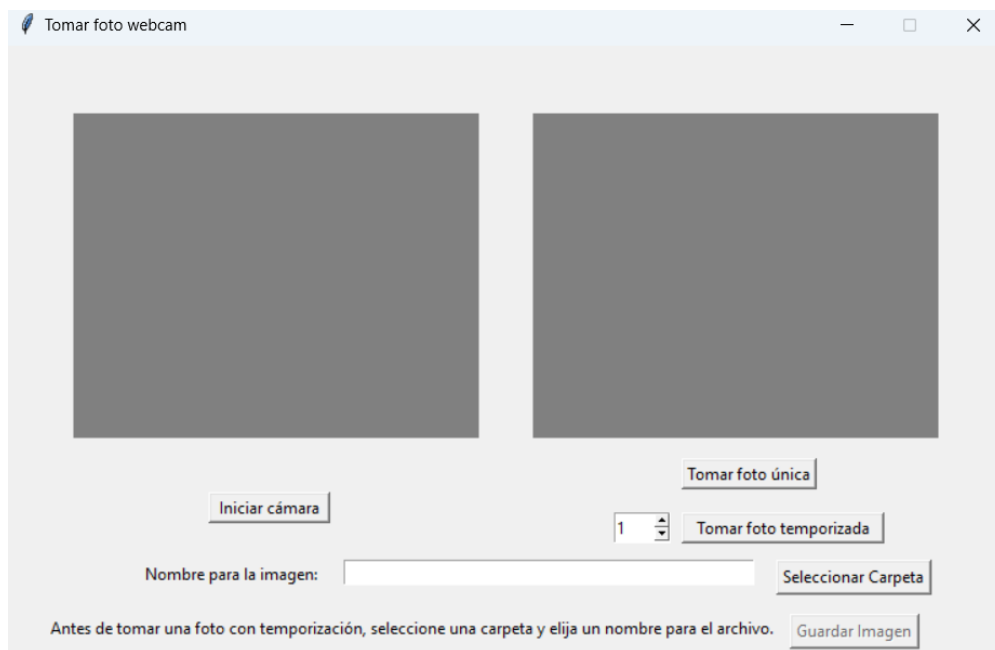 Tomar foto webcam
Tomar foto única
Iniciar cámara
1
Tomar foto temporizada
Nombre para la imagen:
Seleccionar Carpeta
Antes de tomar una foto con temporización, seleccione una carpeta y elija un nombre para el archivo.
Guardar Imagen